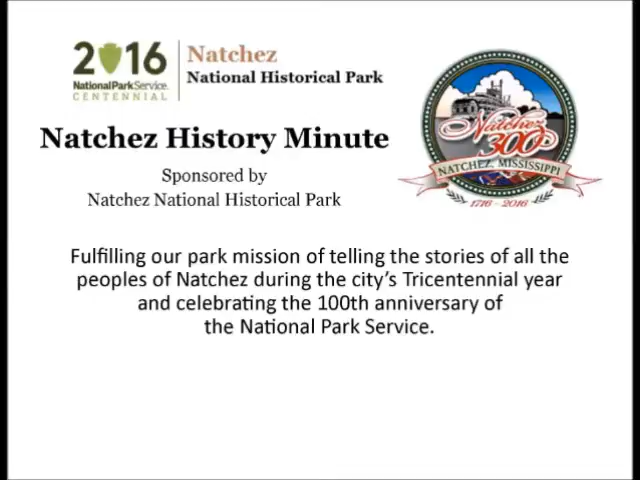 2016
National Park Service
CENTENNIAL
Natchez
National Historical Park
Natchez History Minute
Sponsored by
Natchez National Historical Park
Natchez
300
NATCHEZ, MISSISSIPPI
1716 - 2016
Fulfilling our park mission of telling the stories of all the
peoples of Natchez during the city's Tricentennial year
and celebrating the 100th anniversary of
the National Park Service.